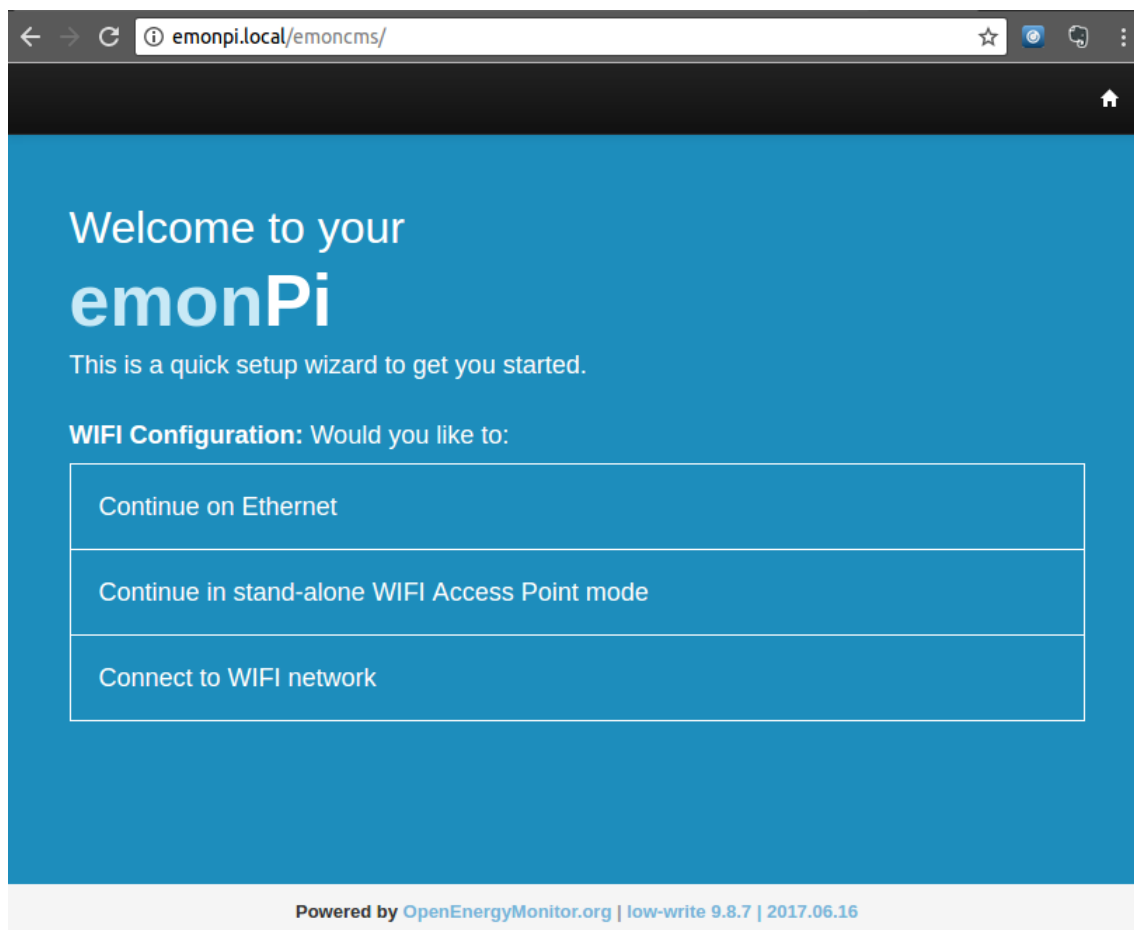 emonpi.local/emoncms/
Welcome to your
emonPi
This is a quick setup wizard to get you started.
WIFI Configuration: Would you like to:
Continue on Ethernet
Continue in stand-alone WIFI Access Point mode
Connect to WIFI network
Powered by OpenEnergyMonitor.org | low-write 9.8.7 | 2017.06.16